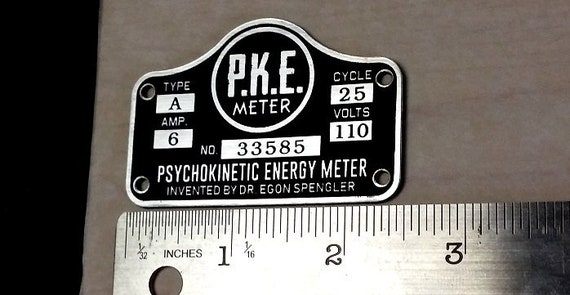 P.K.E.
METER
TYPE
A
AMP.
6
CYCLE
25
VOLTS
110
NO. 33585
PSYCHOKINETIC ENERGY METER
INVENTED BY DR EGON SPENGLER
1/32 INCHES 1 1/16 2 3